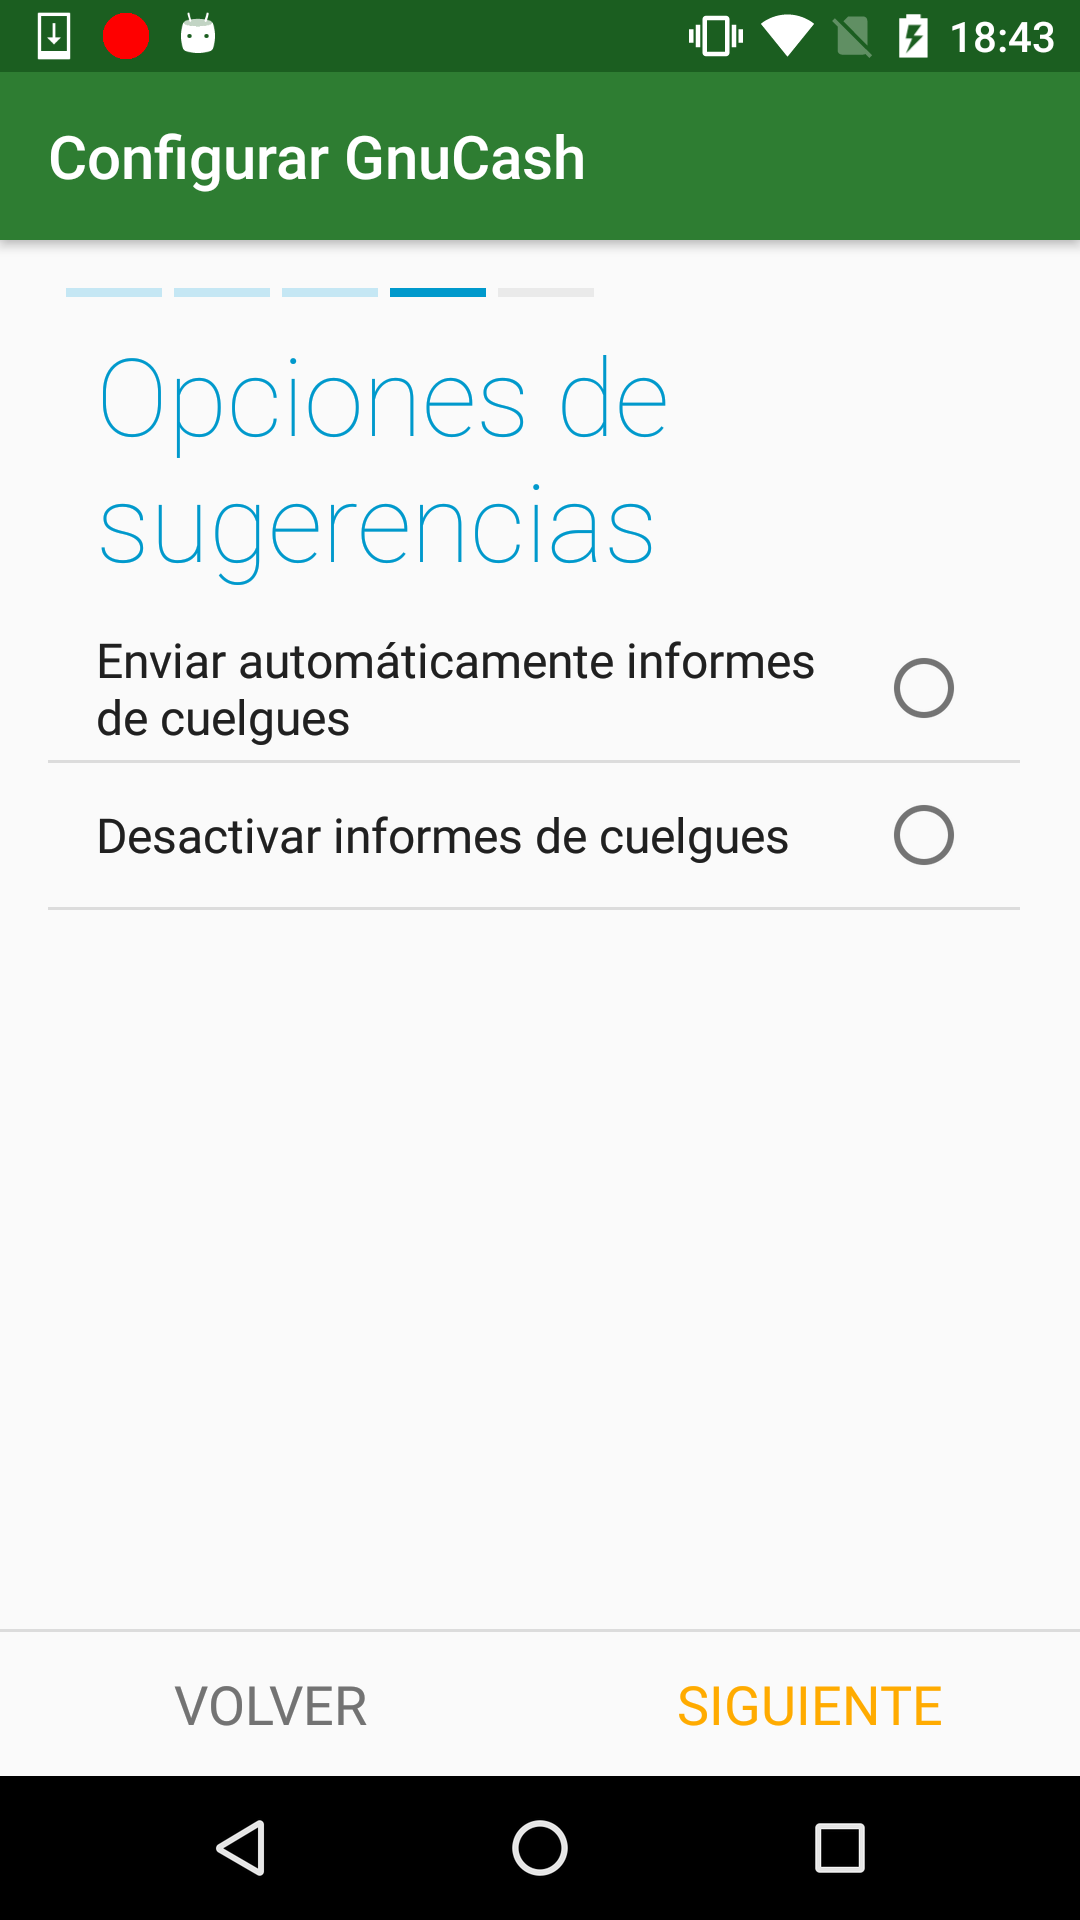 18:43
Configurar GnuCash
Opciones de
sugerencias
Enviar automáticamente informes
de cuelgues
Desactivar informes de cuelgues
VOLVER
SIGUIENTE